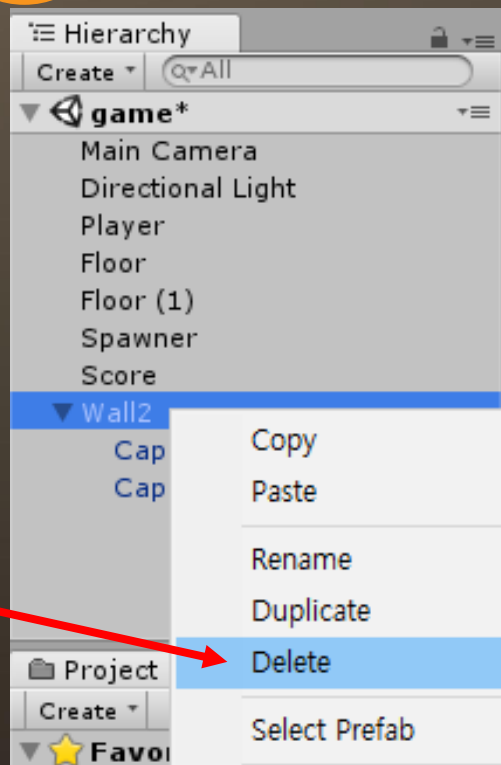 Hierarchy
Create All
game*
Main Camera
Directional Light
Player
Floor
Floor (1)
Spawner
Score
Wall2
Cap
Cap
Copy
Paste
Rename
Duplicate
Delete
Select Prefab
Project
Create